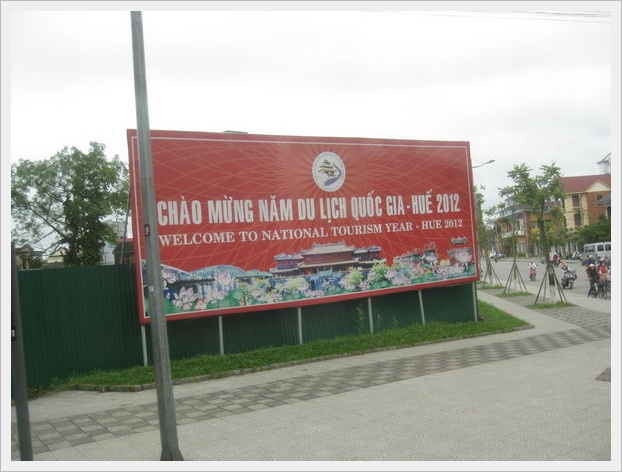 CHÀO MỪNG NĂM DU LỊCH QUỐC GIA - HUẾ 2012
WELCOME TO NATIONAL TOURISM YEAR - HUE 2012